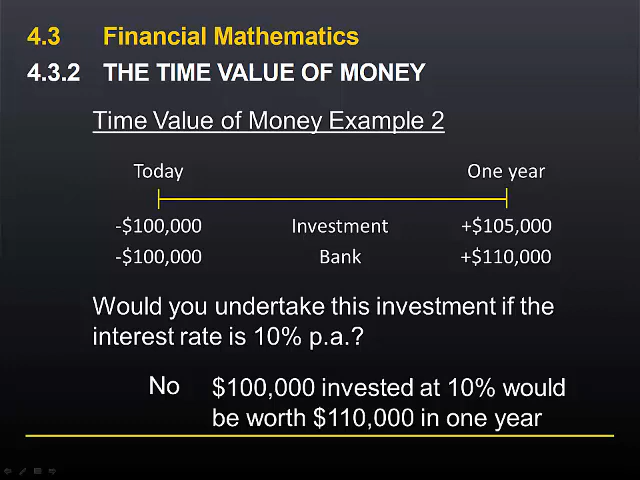 4.3 Financial Mathematics
4.3.2 THE TIME VALUE OF MONEY
Time Value of Money Example 2
Today One year
-$100,000 Investment +$105,000
-$100,000 Bank +$110,000
Would you undertake this investment if the
interest rate is 10% p.a.?
No $100,000 invested at 10% would
be worth $110,000 in one year